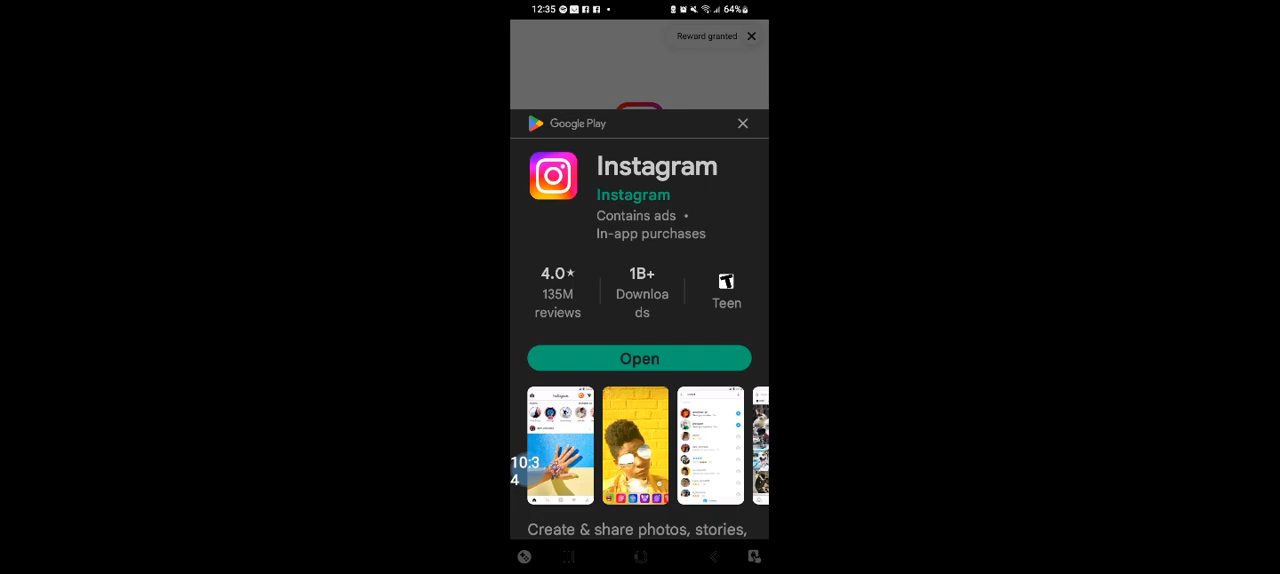 12:35 64%
Reward granted
Google Play
Instagram
Instagram
Contains ads •
In-app purchases
4.0★ 1B+
135M Downloa
reviews ds Teen
Open
Instagram
10:3
4
Create & share photos, stories,